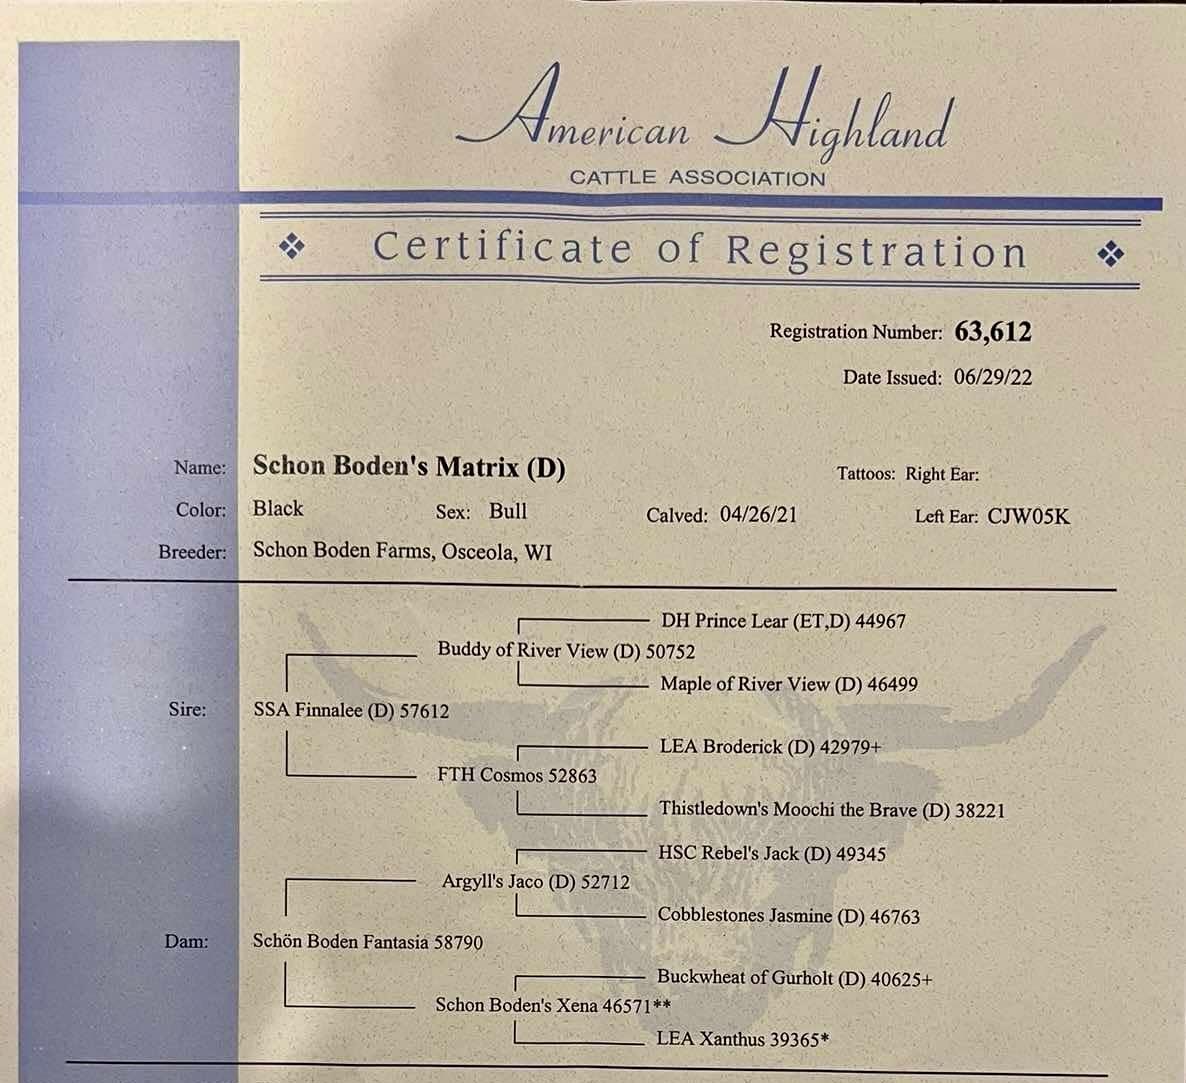 American Highland
CATTLE ASSOCIATION
Certificate of Registration
Registration Number: 63,612
Date Issued: 06/29/22
Name: Schon Boden's Matrix (D) Tattoos: Right Ear:
Color: Black Sex: Bull Calved: 04/26/21 Left Ear: CJW05K
Breeder: Schon Boden Farms, Osceola, WI
DH Prince Lear (ET,D) 44967
Buddy of River View (D) 50752
Maple of River View (D) 46499
Sire: SSA Finnalee (D) 57612
LEA Broderick (D) 42979+
FTH Cosmos 52863
Thistledown's Moochi the Brave (D) 38221
HSC Rebel's Jack (D) 49345
Argyll's Jaco (D) 52712
Cobblestones Jasmine (D) 46763
Dam: Schön Boden Fantasia 58790
Buckwheat of Gurholt (D) 40625+
Schon Boden's Xena 46571**
LEA Xanthus 39365*